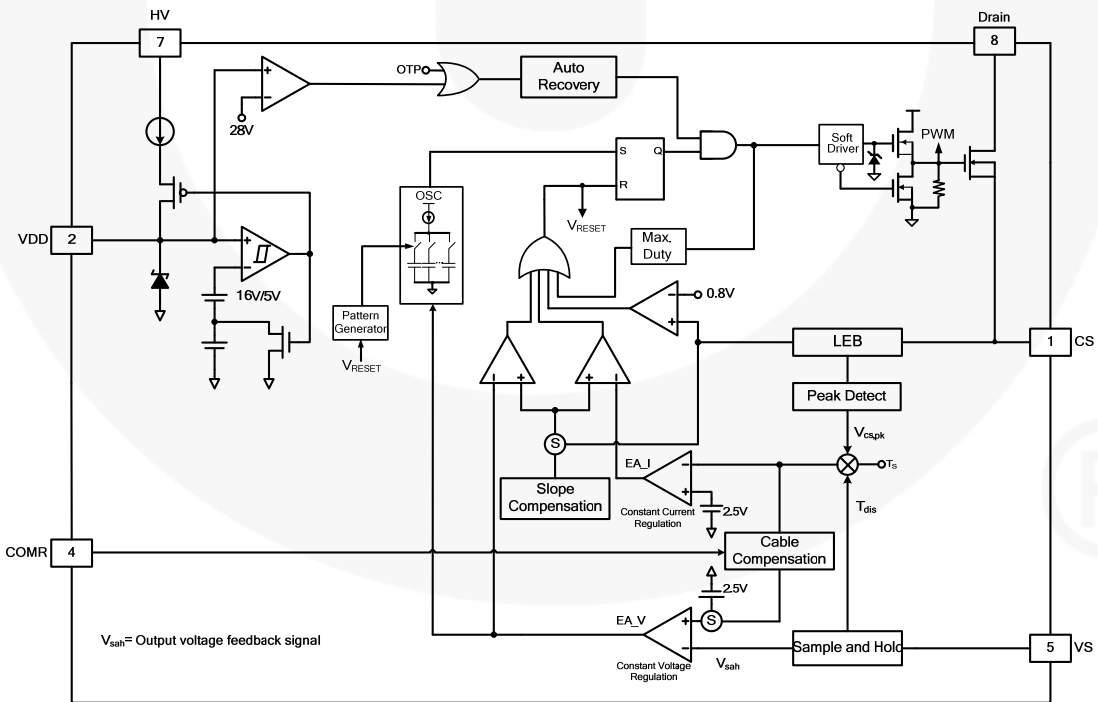 HV
7
Drain
8
OTP
Auto
Recovery
28V
S
Q
R
Soft
Driver
PWM
OSC
VRESET
Max.
Duty
VDD
2
16V/5V
0.8V
Pattern
Generator
VRESET
LEB
1
CS
Peak Detect
Vcs,pk
S
EA_I
TS
Slope
Compensation
2.5V
Constant Current
Regulation
Tdis
COMR
4
Cable
Compensation
2.5V
EA_V
S
Vsah= Output voltage feedback signal
Constant Voltage
Regulation
Vsah
Sample and Hold
5
VS